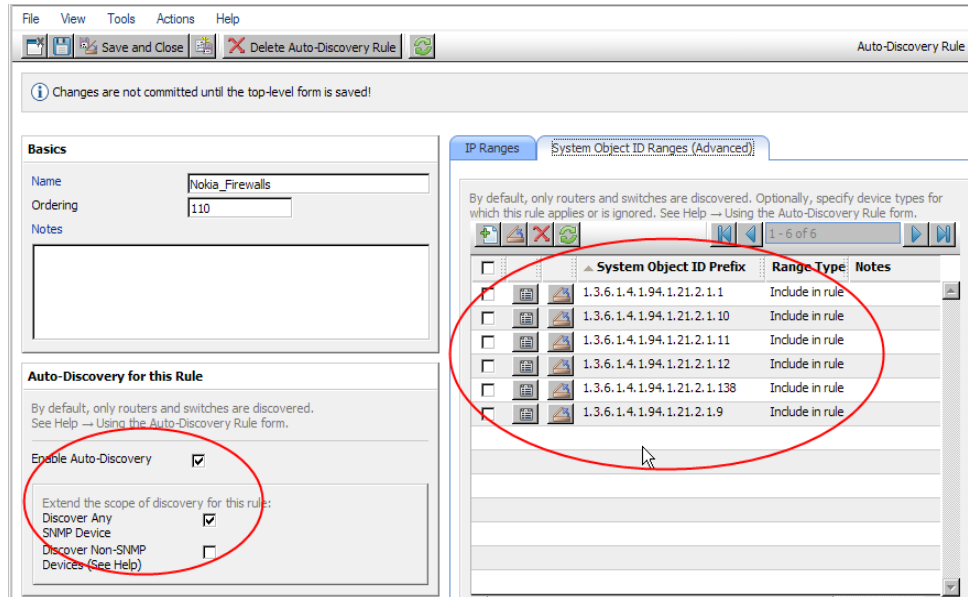 File View Tools Actions Help
Save and Close Delete Auto-Discovery Rule Auto-Discovery Rule
Changes are not committed until the top-level form is saved!
Basics
Name Nokia_Firewalls
Ordering 110
Notes
Auto-Discovery for this Rule
By default, only routers and switches are discovered.
See Help → Using the Auto-Discovery Rule form.
Enable Auto-Discovery
Extend the scope of discovery for this rule:
Discover Any
SNMP Device
Discover Non-SNMP
Devices (See Help)
IP Ranges System Object ID Ranges (Advanced)
By default, only routers and switches are discovered. Optionally, specify device types for
which this rule applies or is ignored. See Help → Using the Auto-Discovery Rule form.
1 - 6 of 6
System Object ID Prefix Range Type Notes
1.3.6.1.4.1.94.1.21.2.1.1 Include in rule
1.3.6.1.4.1.94.1.21.2.1.10 Include in rule
1.3.6.1.4.1.94.1.21.2.1.11 Include in rule
1.3.6.1.4.1.94.1.21.2.1.12 Include in rule
1.3.6.1.4.1.94.1.21.2.1.138 Include in rule
1.3.6.1.4.1.94.1.21.2.1.9 Include in rule